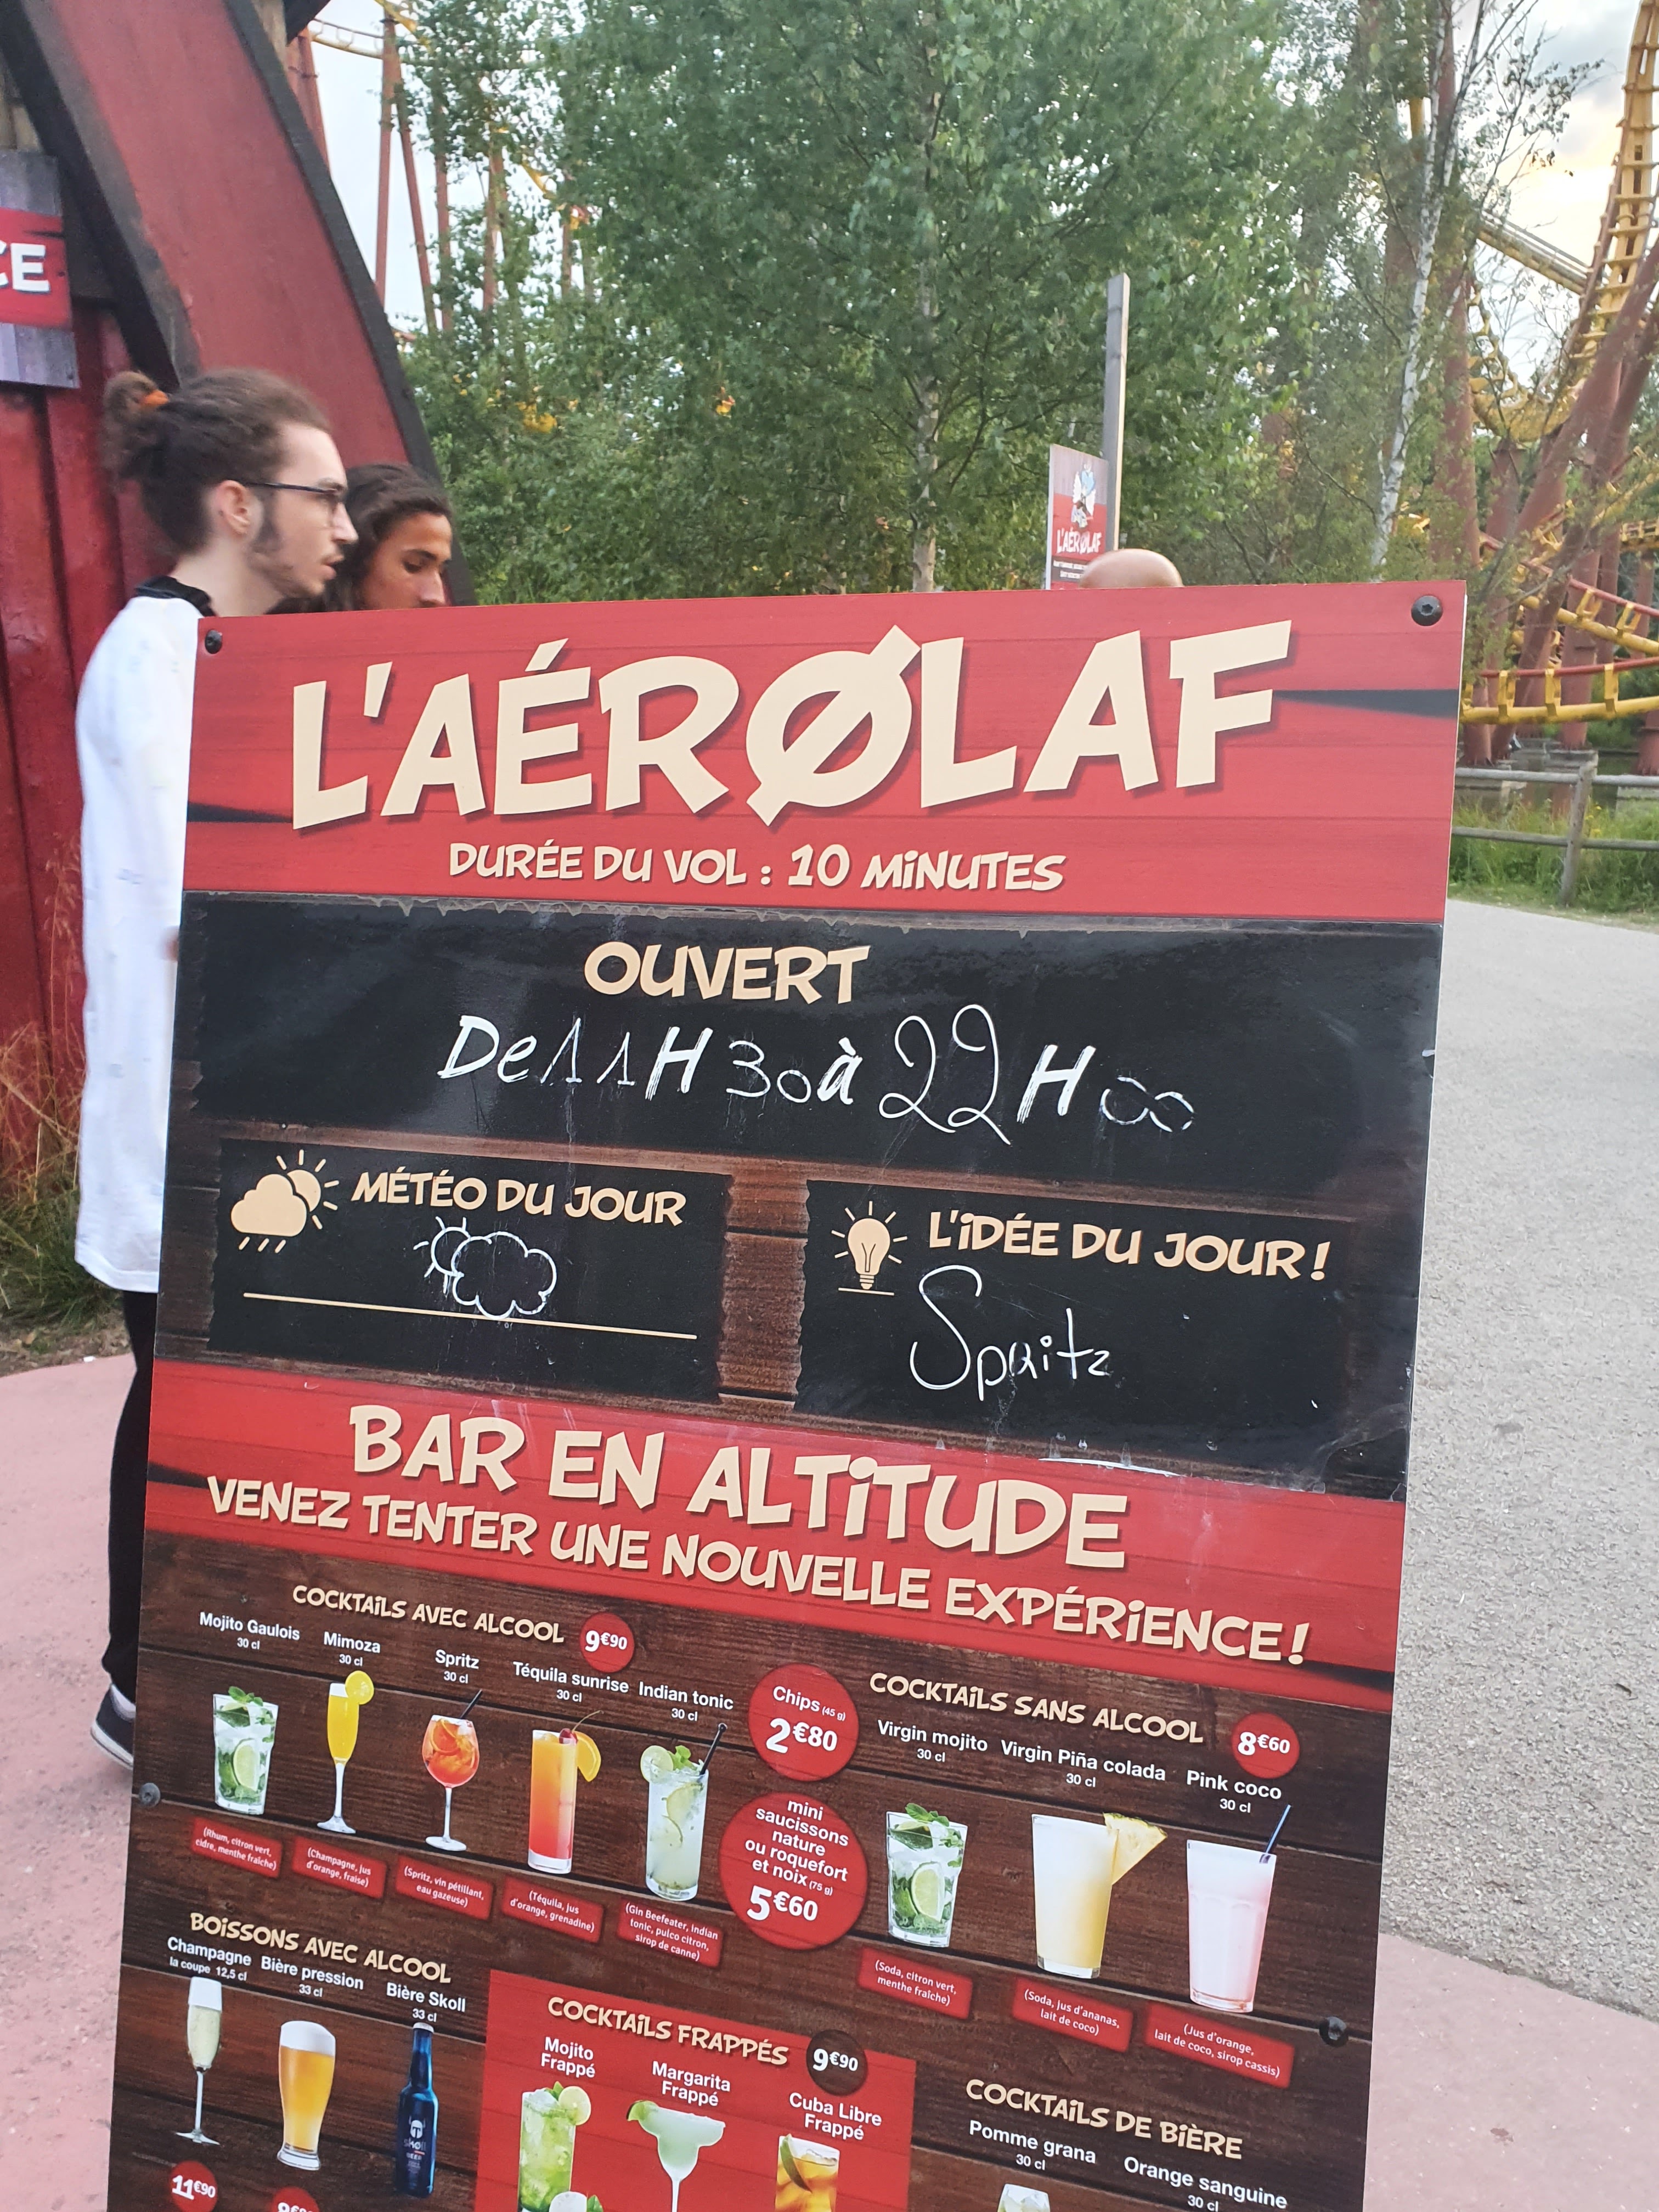 CE
L'AÉRØLAF
L'AÉRØLAF
DURÉE DU VOL : 10 MINUTES
OUVERT
De 11H30 à 22H00
MÉTÉO DU JOUR
L'IDÉE DU JOUR !
Spritz
BAR EN ALTITUDE
VENEZ TENTER UNE NOUVELLE EXPÉRIENCE !
COCKTAILS AVEC ALCOOL 9€90
Mojito Gaulois
30 cl
(Rhum, citron vert,
cidre, menthe fraîche)
Mimoza
30 cl
(Champagne, jus
d'orange, fraise)
Spritz
30 cl
(Spritz, vin pétillant,
eau gazeuse)
Téquila sunrise
30 cl
(Téquila, jus
d'orange, grenadine)
Indian tonic
30 cl
(Gin Beefeater, indian
tonic, pulco citron,
sirop de canne)
Chips (45 g)
2€80
mini
saucissons
nature
ou roquefort
et noix (75 g)
5€60
COCKTAILS SANS ALCOOL 8€60
Virgin mojito
30 cl
(Soda, citron vert,
menthe fraîche)
Virgin Piña colada
30 cl
(Soda, jus d'ananas,
lait de coco)
Pink coco
30 cl
(Jus d'orange,
lait de coco, sirop cassis)
BOISSONS AVEC ALCOOL
Champagne
la coupe 12,5 cl
11€90
Bière pression
33 cl
Bière Skoll
33 cl
skoll
COCKTAILS FRAPPÉS 9€90
Mojito
Frappé
Margarita
Frappé
Cuba Libre
Frappé
COCKTAILS DE BIÈRE
Pomme grana
30 cl
Orange sanguine
30 cl